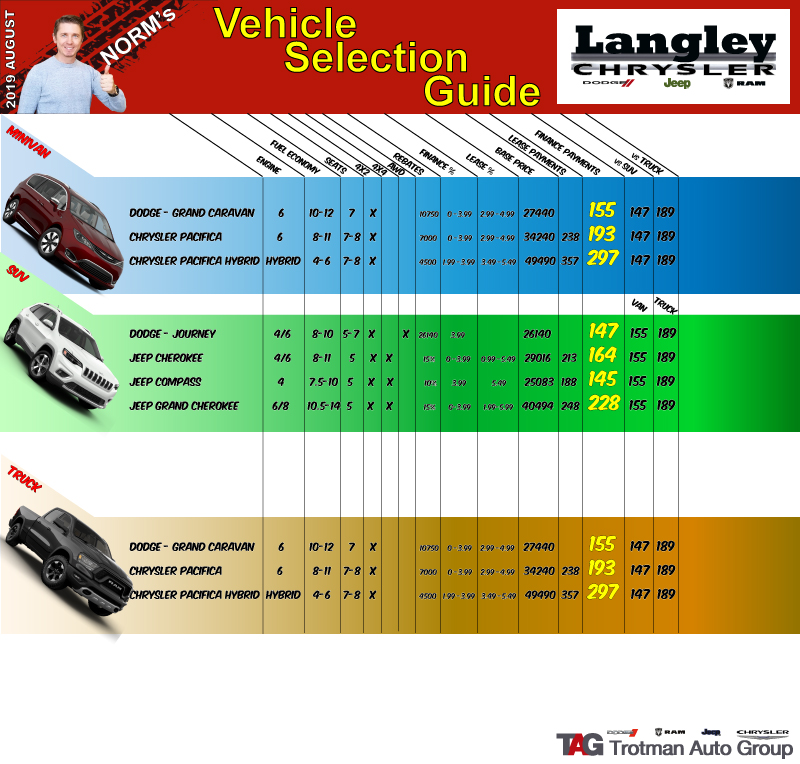 2019 AUGUST
NORM's
Vehicle
Selection
Guide
Langley
CHRYSLER
DODGE Jeep RAM
MINIVAN
ENGINE FUEL ECONOMY SEATS 4X2 4X4 AWD REBATES FINANCE % LEASE % BASE PRICE LEASE PAYMENTS FINANCE PAYMENTS vs SUV vs TRUCK
DODGE - GRAND CARAVAN 6 10-12 7 X 10750 0 - 3.99 2.99 - 4.99 27440 155 147 189
CHRYSLER PACIFICA 6 8-11 7-8 X 7000 0 - 3.99 2.99 - 4.99 34240 238 193 147 189
CHRYSLER PACIFICA HYBRID HYBRID 4-6 7-8 X 4500 1.99 - 3.99 3.49 - 5.49 49490 357 297 147 189
SUV
VAN TRUCK
DODGE - JOURNEY 4/6 8-10 5-7 X X 26140 3.99 26140 147 155 189
JEEP CHEROKEE 4/6 8-11 5 X X 15% 0 - 3.99 0.99 - 5.49 29016 213 164 155 189
JEEP COMPASS 4 7.5-10 5 X X 10% 3.99 5.49 25083 188 145 155 189
JEEP GRAND CHEROKEE 6/8 10.5-14 5 X X 15% 0 - 3.99 1.99 - 5.99 40494 248 228 155 189
TRUCK
DODGE - GRAND CARAVAN 6 10-12 7 X 10750 0 - 3.99 2.99 - 4.99 27440 155 147 189
CHRYSLER PACIFICA 6 8-11 7-8 X 7000 0 - 3.99 2.99 - 4.99 34240 238 193 147 189
CHRYSLER PACIFICA HYBRID HYBRID 4-6 7-8 X 4500 1.99 - 3.99 3.49 - 5.49 49490 357 297 147 189
DODGE RAM Jeep CHRYSLER
TAG Trotman Auto Group